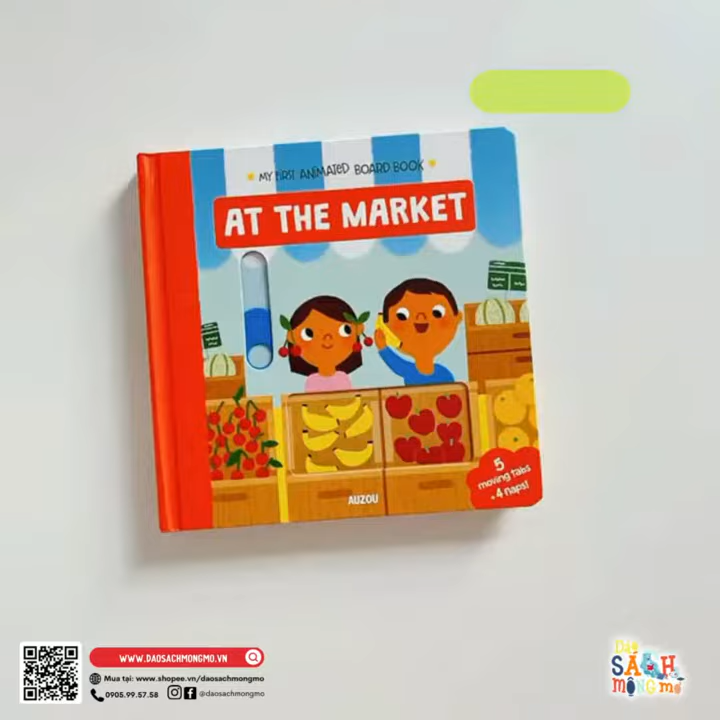 MY FIRST ANIMATED BOARD BOOK
AT THE MARKET
5
moving tabs
+ 4 flaps!
AUZOU
WWW.DAOSACHMONGMO.VN
Mua tại: www.shopee.vn/daosachmongmo
0905.99.57.58
@daosachmongmo
Đảo
SÁCH
mộng mơ